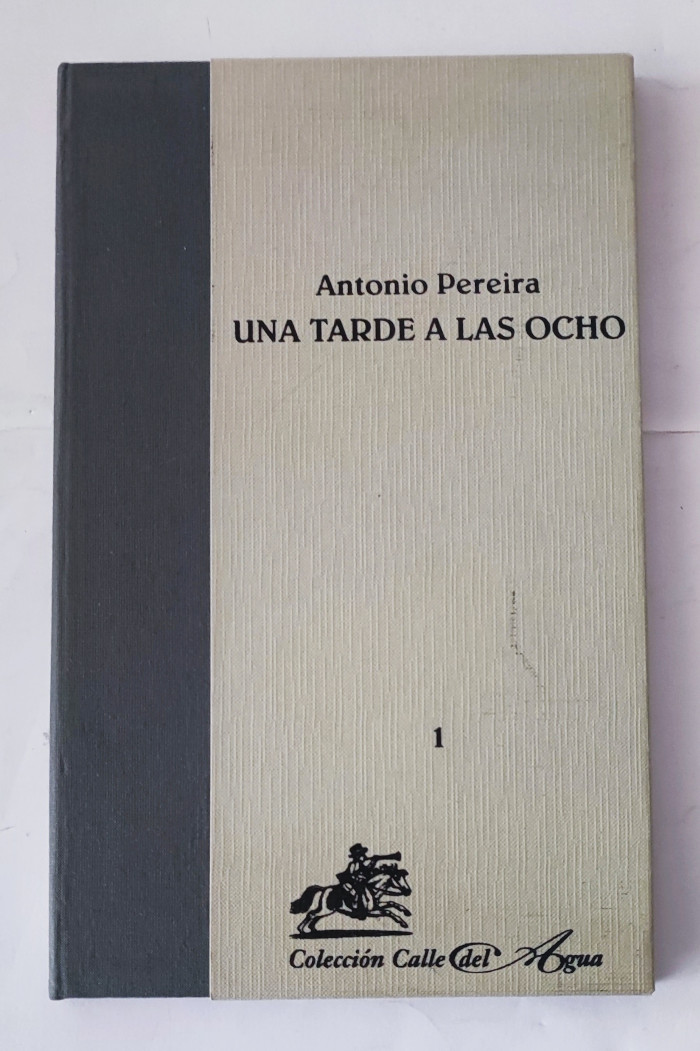 Antonio Pereira
UNA TARDE A LAS OCHO
1
Colección Calle del Agua